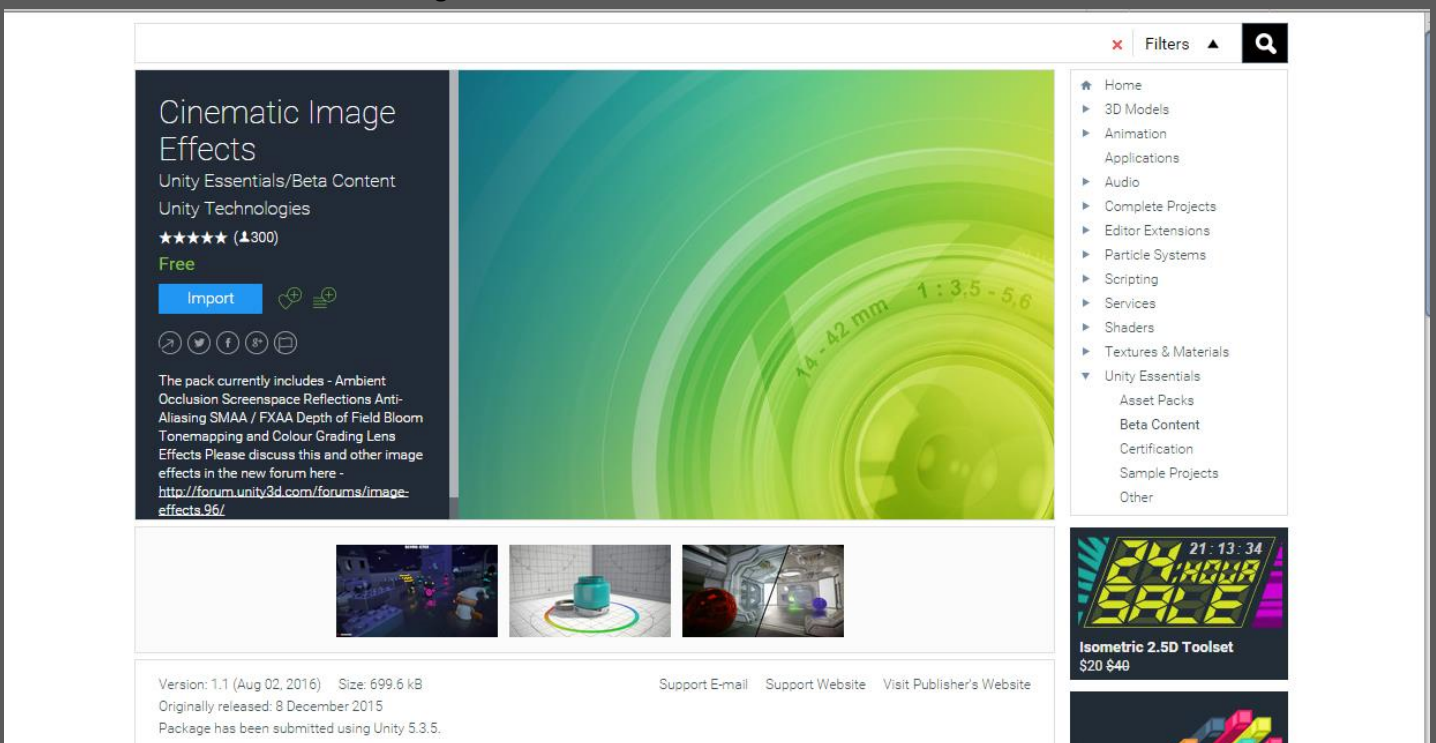 Filters
Cinematic Image
Effects
Unity Essentials/Beta Content
Unity Technologies
★★★★★ (300)
Free
Import
The pack currently includes - Ambient
Occlusion Screenspace Reflections Anti-
Aliasing SMAA / FXAA Depth of Field Bloom
Tonemapping and Colour Grading Lens
Effects Please discuss this and other image
effects in the new forum here -
http://forum.unity3d.com/forums/image-
effects.96/
14 - 42 mm 1 : 3,5 - 5,6
Home
3D Models
Animation
Applications
Audio
Complete Projects
Editor Extensions
Particle Systems
Scripting
Services
Shaders
Textures & Materials
Unity Essentials
Asset Packs
Beta Content
Certification
Sample Projects
Other
21:13:34
24 HOUR
SALE
Isometric 2.5D Toolset
$20 $40
Version: 1.1 (Aug 02, 2016) Size: 699.6 kB
Support E-mail Support Website Visit Publisher's Website
Originally released: 8 December 2015
Package has been submitted using Unity 5.3.5.